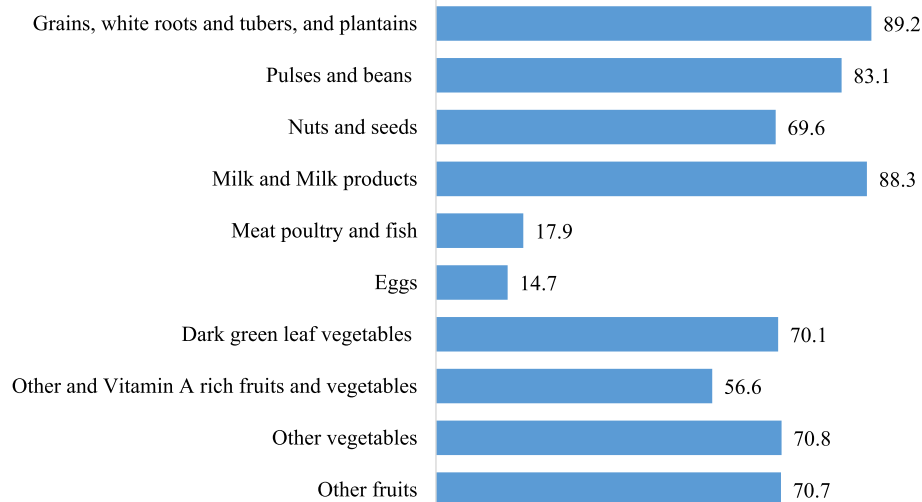 Grains, white roots and tubers, and plantains 89.2
Pulses and beans 83.1
Nuts and seeds 69.6
Milk and Milk products 88.3
Meat poultry and fish 17.9
Eggs 14.7
Dark green leaf vegetables 70.1
Other and Vitamin A rich fruits and vegetables 56.6
Other vegetables 70.8
Other fruits 70.7